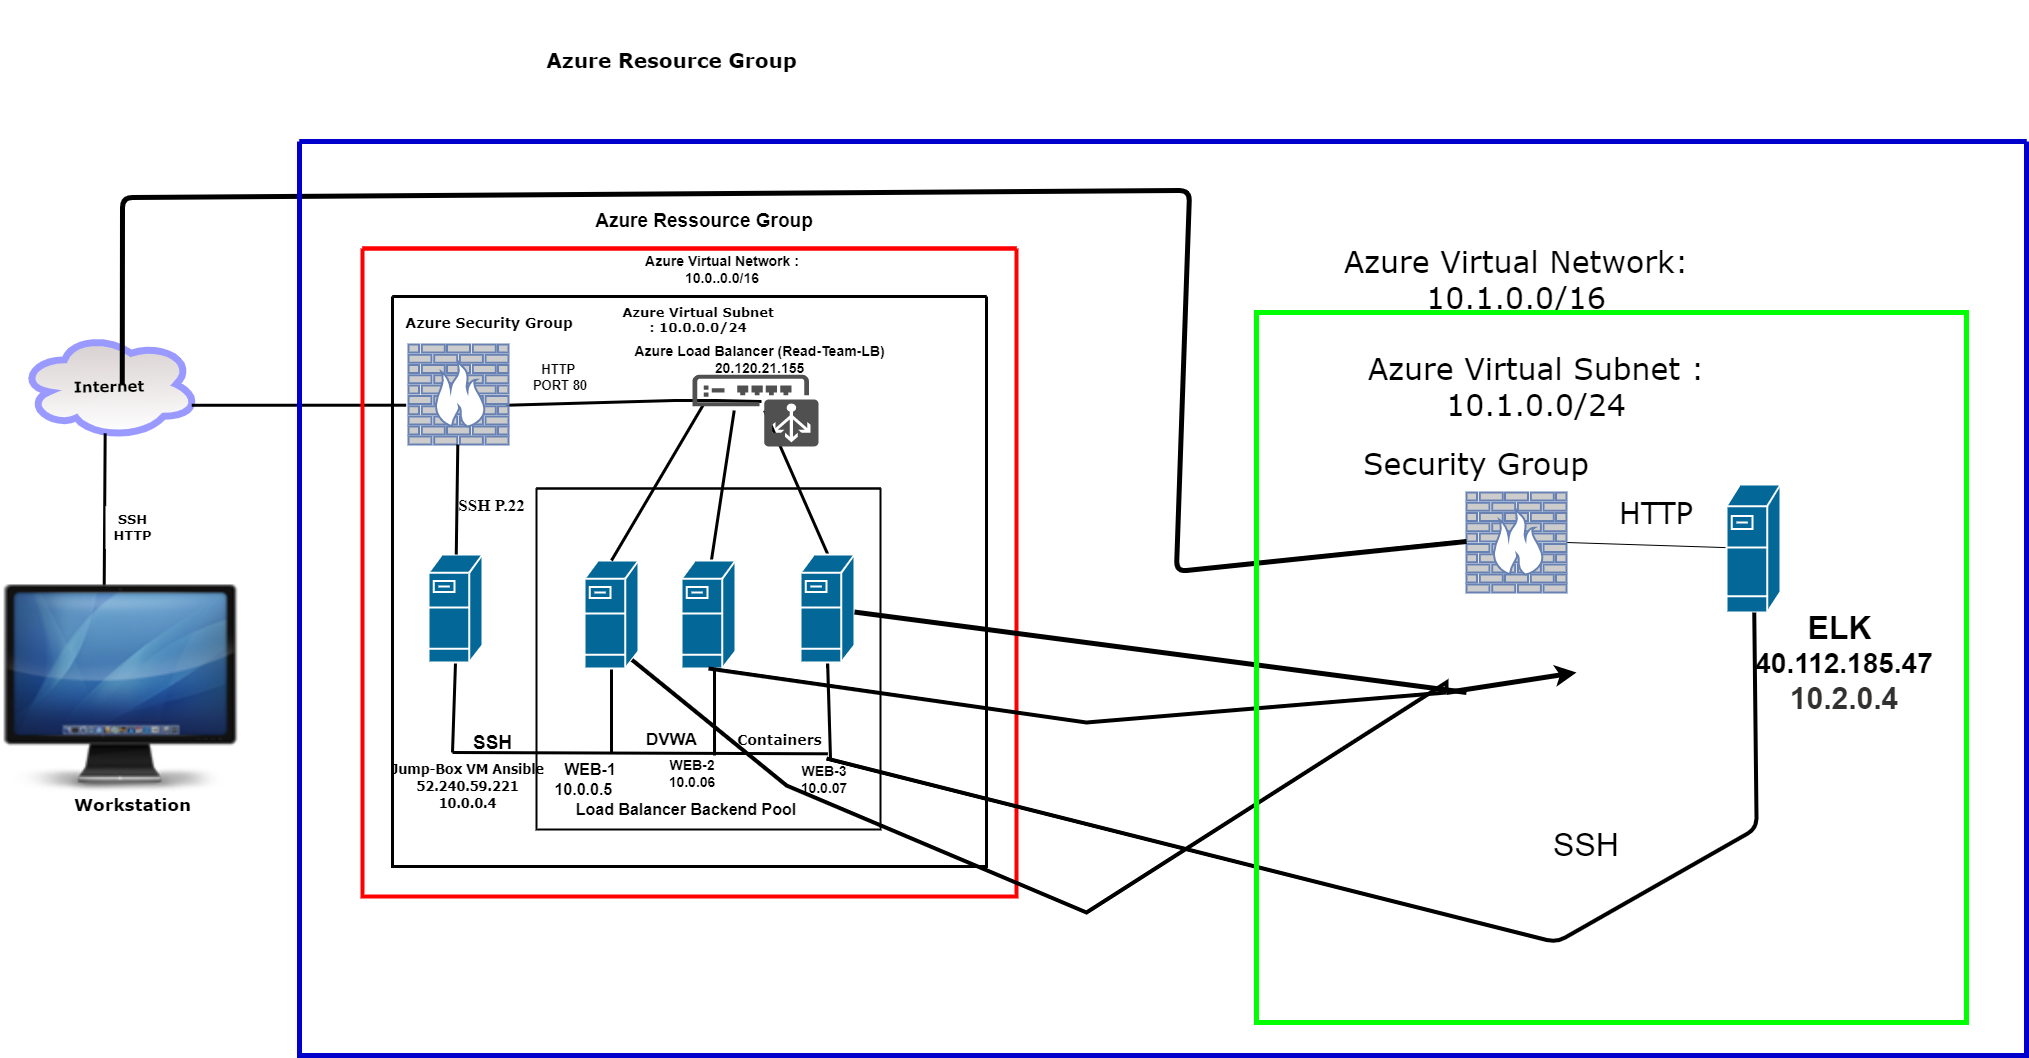 Azure Resource Group
Azure Ressource Group
Azure Virtual Network :
10.0..0.0/16
Azure Security Group
Azure Virtual Subnet
: 10.0.0.0/24
Azure Load Balancer (Read-Team-LB)
20.120.21.155
HTTP
PORT 80
Internet
SSH
HTTP
Workstation
SSH P.22
SSH
DVWA
Containers
Jump-Box VM Ansible
52.240.59.221
10.0.0.4
WEB-1
10.0.0.5
WEB-2
10.0.06
WEB-3
10.0.07
Load Balancer Backend Pool
Azure Virtual Network:
10.1.0.0/16
Azure Virtual Subnet :
10.1.0.0/24
Security Group
HTTP
ELK
40.112.185.47
10.2.0.4
SSH